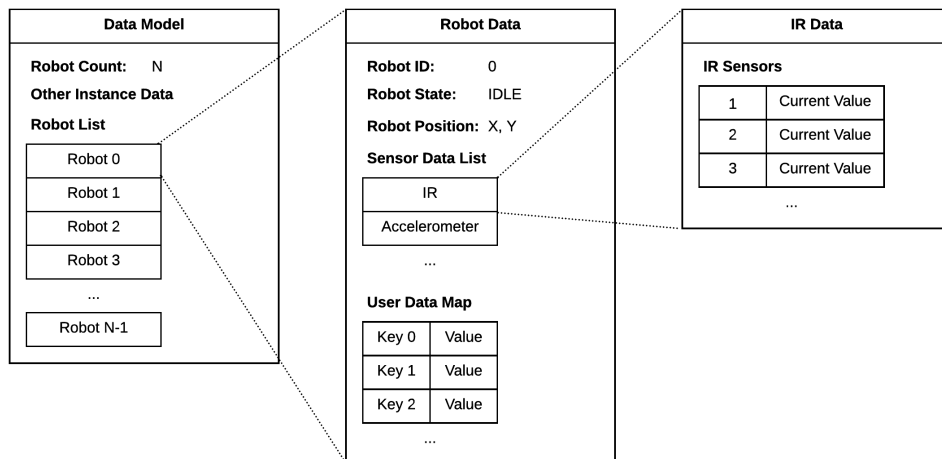 Data Model
Robot Count: N
Other Instance Data
Robot List
Robot 0
Robot 1
Robot 2
Robot 3
...
Robot N-1
Robot Data
Robot ID: 0
Robot State: IDLE
Robot Position: X, Y
Sensor Data List
IR
Accelerometer
...
User Data Map
Key 0 Value
Key 1 Value
Key 2 Value
...
IR Data
IR Sensors
1 Current Value
2 Current Value
3 Current Value
...